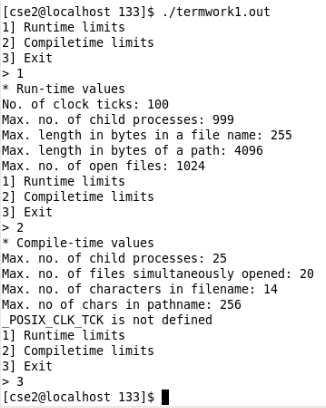 [cse2@localhost 133]$ ./termwork1.out
1] Runtime limits
2] Compiletime limits
3] Exit
> 1
* Run-time values
No. of clock ticks: 100
Max. no. of child processes: 999
Max. length in bytes in a file name: 255
Max. length in bytes of a path: 4096
Max. no. of open files: 1024
1] Runtime limits
2] Compiletime limits
3] Exit
> 2
* Compile-time values
Max. no. of child processes: 25
Max. no. of files simultaneously opened: 20
Max. no. of characters in filename: 14
Max. no of chars in pathname: 256
_POSIX_CLK_TCK is not defined
1] Runtime limits
2] Compiletime limits
3] Exit
> 3
[cse2@localhost 133]$